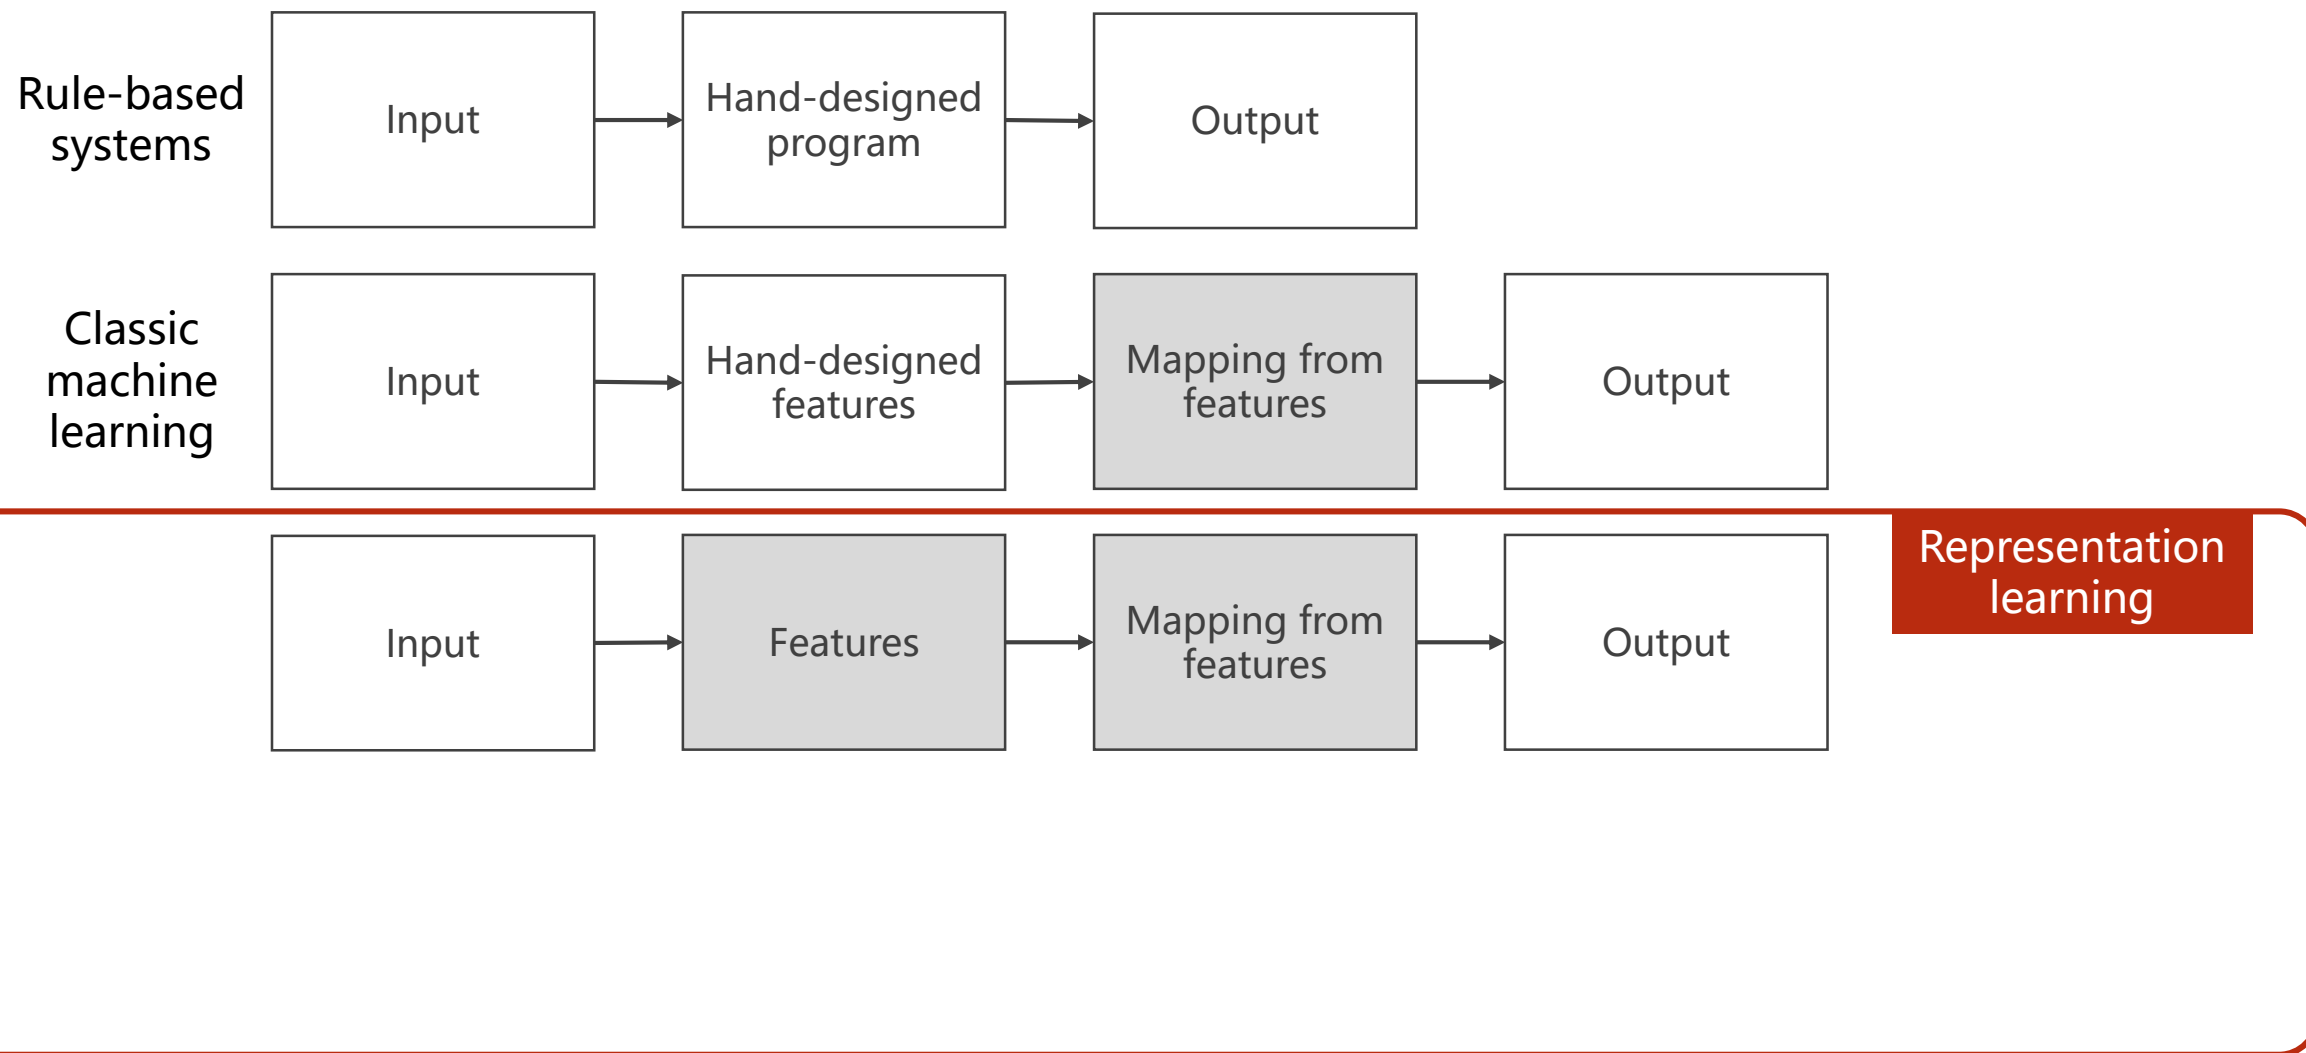 Rule-based
systems
Input
Hand-designed
program
Output
Classic
machine
learning
Input
Hand-designed
features
Mapping from
features
Output
Representation
learning
Input
Features
Mapping from
features
Output